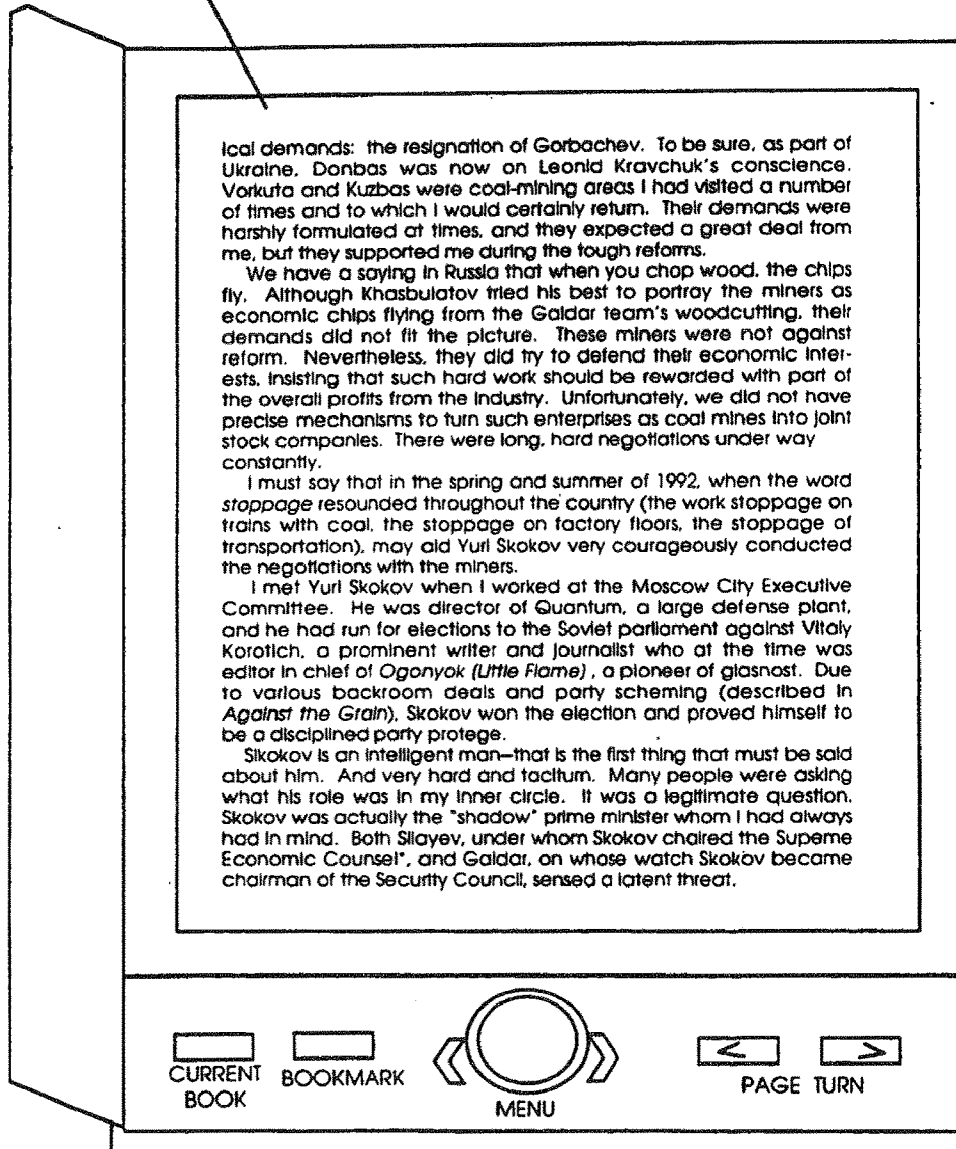 ical demands: the resignation of Gorbachev. To be sure, as part of
Ukraine, Donbas was now on Leonid Kravchuk's conscience.
Vorkuta and Kuzbas were coal-mining areas I had visited a number
of times and to which I would certainly return. Their demands were
harshly formulated at times, and they expected a great deal from
me, but they supported me during the tough reforms.
We have a saying in Russia that when you chop wood, the chips
fly. Although Khasbulatov tried his best to portray the miners as
economic chips flying from the Gaidar team's woodcutting, their
demands did not fit the picture. These miners were not against
reform. Nevertheless, they did try to defend their economic inter-
ests, insisting that such hard work should be rewarded with part of
the overall profits from the industry. Unfortunately, we did not have
precise mechanisms to turn such enterprises as coal mines into joint
stock companies. There were long, hard negotiations under way
constantly.
I must say that in the spring and summer of 1992, when the word
stoppage resounded throughout the country (the work stoppage on
trains with coal, the stoppage on factory floors, the stoppage of
transportation), may aid Yuri Skokov very courageously conducted
the negotiations with the miners.
I met Yuri Skokov when I worked at the Moscow City Executive
Committee. He was director of Quantum, a large defense plant,
and he had run for elections to the Soviet parliament against Vitaly
Korotich, a prominent writer and journalist who at the time was
editor in chief of Ogonyok (Little Flame) , a pioneer of glasnost. Due
to various backroom deals and party scheming (described in
Against the Grain), Skokov won the election and proved himself to
be a disciplined party protege.
Sikokov is an intelligent man—that is the first thing that must be said
about him. And very hard and taciturn. Many people were asking
what his role was in my inner circle. It was a legitimate question.
Skokov was actually the "shadow" prime minister whom I had always
had in mind. Both Silayev, under whom Skokov chaired the Supeme
Economic Counsel", and Gaidar, on whose watch Skokov became
chairman of the Security Council, sensed a latent threat.
CURRENT BOOK
BOOKMARK
MENU
< >
PAGE TURN